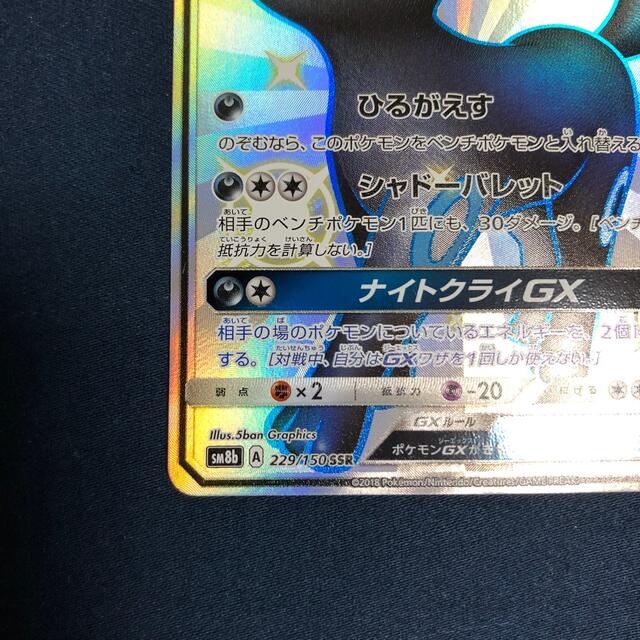 ひるがえす
のぞむなら、このポケモンをベンチポケモンと入れ替える
シャドーバレット
相手のベンチポケモン1匹にも、30ダメージ。[ベンチ
抵抗力を計算しない。]
ナイトクライGX
相手の場のポケモンについているエネルギーを、2個
する。[対戦中、自分はGXワザを1回しか使えない。]
弱点 ×2 抵抗力 -20 にげる
GXルール
Illus.5ban Graphics
ポケモンGXがき
SM8b A 229/150 SSR
©2018 Pokémon/Nintendo/Creatures/GAME FREAK